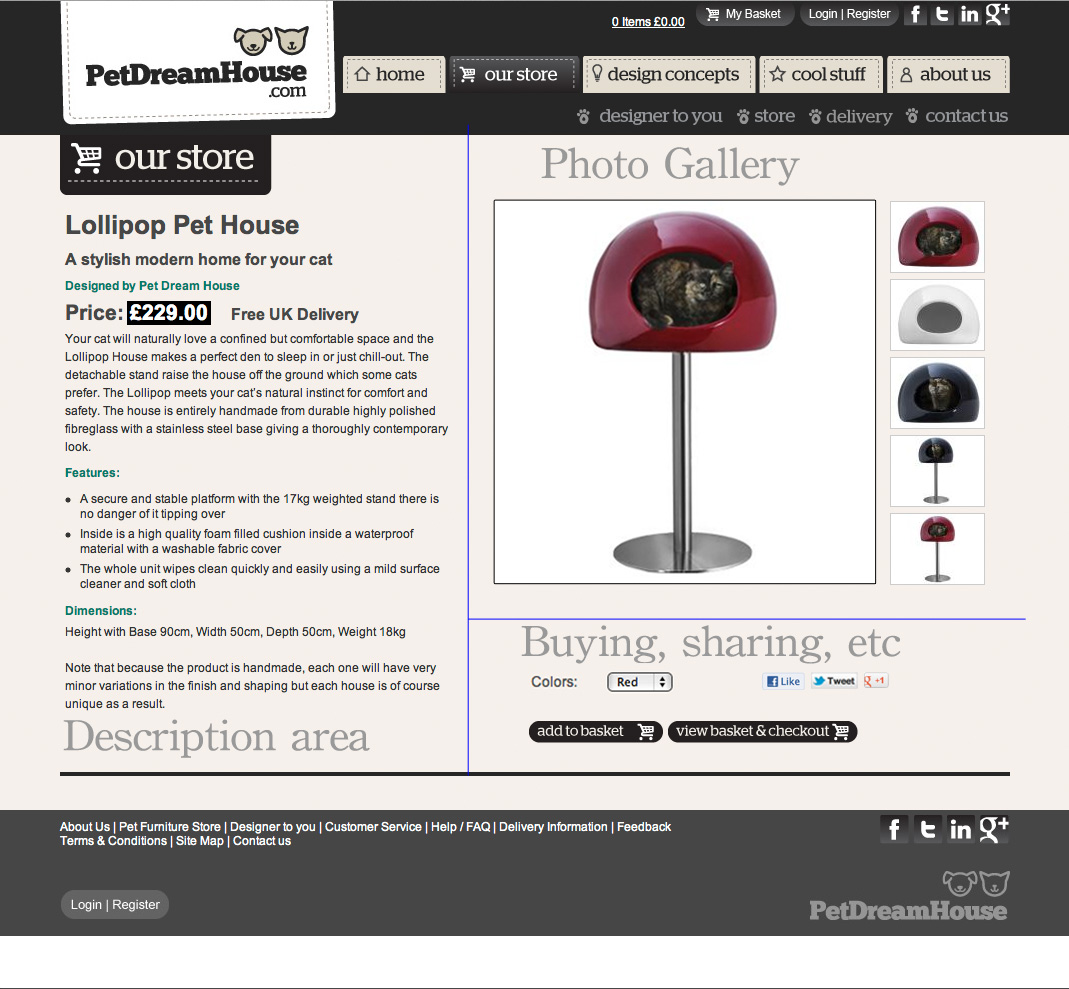 0 Items £0.00
My Basket
Login | Register
f t in g+
PetDreamHouse
.com
home
our store
design concepts
cool stuff
about us
designer to you
store
delivery
contact us
our store
Lollipop Pet House
A stylish modern home for your cat
Designed by Pet Dream House
Price: £229.00 Free UK Delivery
Your cat will naturally love a confined but comfortable space and the
Lollipop House makes a perfect den to sleep in or just chill-out. The
detachable stand raise the house off the ground which some cats
prefer. The Lollipop meets your cat's natural instinct for comfort and
safety. The house is entirely handmade from durable highly polished
fibreglass with a stainless steel base giving a thoroughly contemporary
look.
Features:
A secure and stable platform with the 17kg weighted stand there is
no danger of it tipping over
Inside is a high quality foam filled cushion inside a waterproof
material with a washable fabric cover
The whole unit wipes clean quickly and easily using a mild surface
cleaner and soft cloth
Dimensions:
Height with Base 90cm, Width 50cm, Depth 50cm, Weight 18kg
Note that because the product is handmade, each one will have very
minor variations in the finish and shaping but each house is of course
unique as a result.
Description area
Photo Gallery
Buying, sharing, etc
Colors: Red
f Like
Tweet
g +1
add to basket
view basket & checkout
About Us | Pet Furniture Store | Designer to you | Customer Service | Help / FAQ | Delivery Information | Feedback
Terms & Conditions | Site Map | Contact us
f t in g+
Login | Register
PetDreamHouse